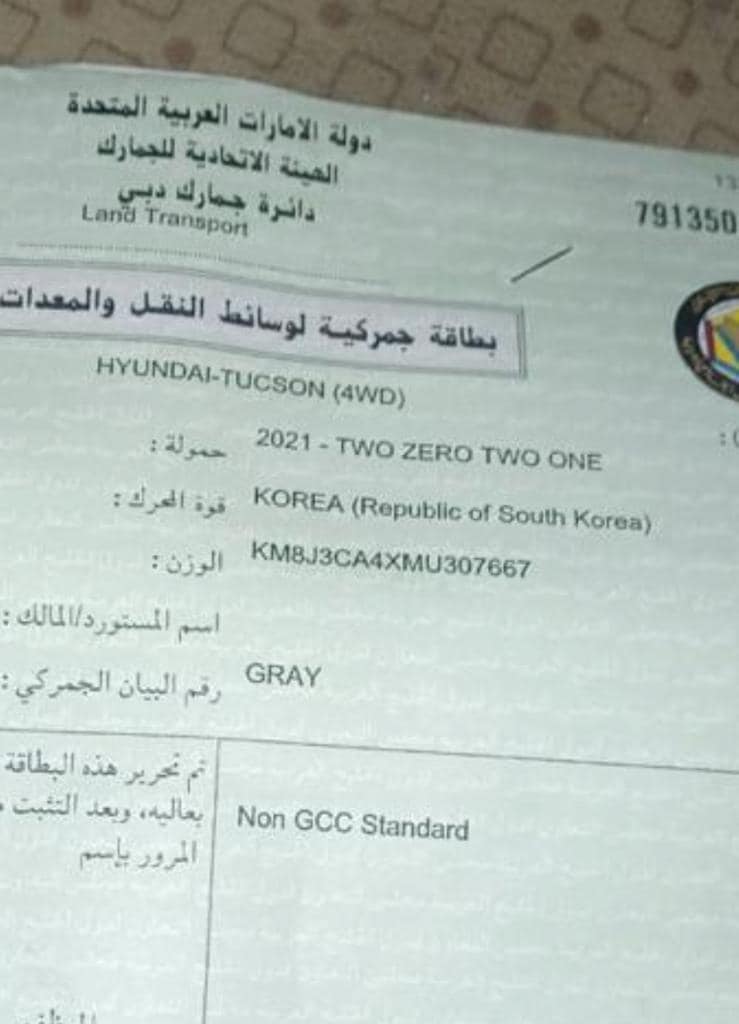 دولة الامارات العربية المتحدة
الهيئة الاتحادية للجمارك
دائرة جمارك دبي
Land Transport
791350
بطاقة جمركية لوسائط النقل والمعدات
HYUNDAI-TUCSON (4WD)
2021 - TWO ZERO TWO ONE
حمولة :
KOREA (Republic of South Korea)
قوة المحرك :
KM8J3CA4XMU307667
الوزن :
اسم المستورد/المالك :
GRAY
رقم البيان الجمركي :
تم تحرير هذه البطاقة
بعاليه، وبعد التثبت
المرور بإسم
Non GCC Standard